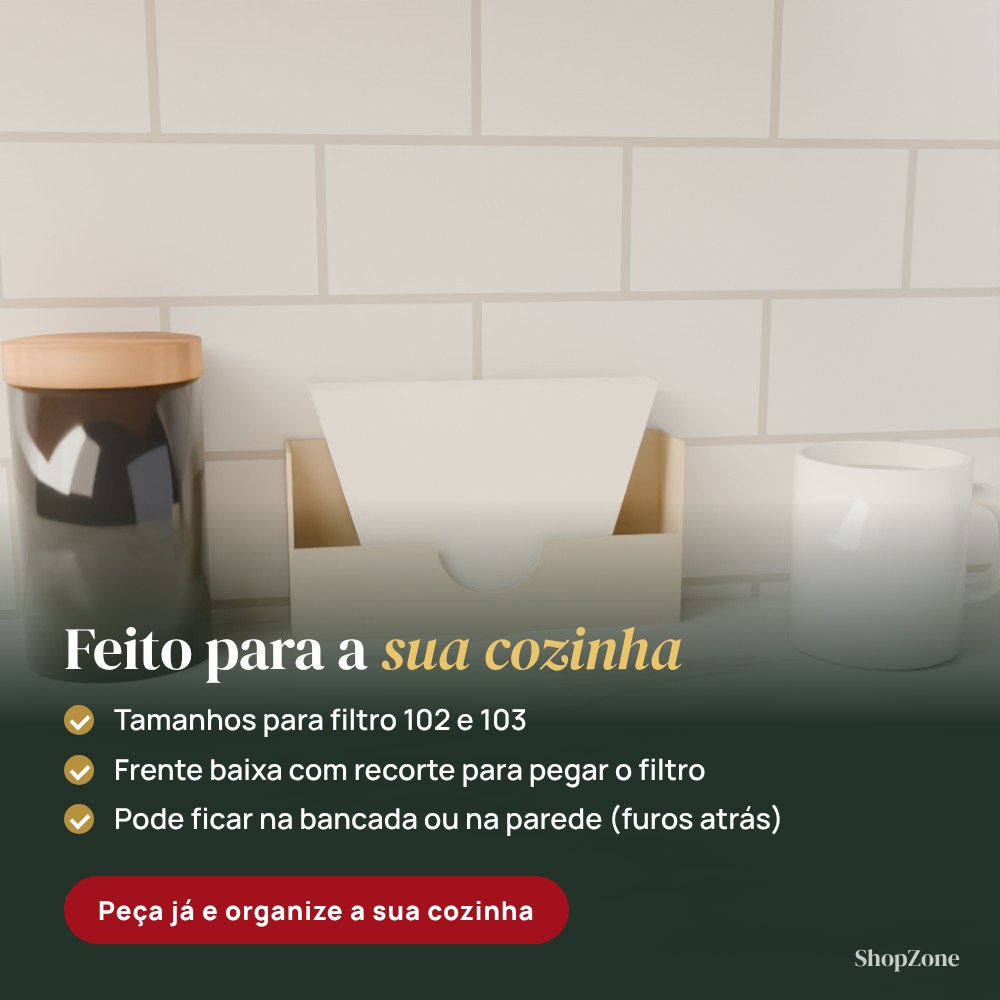 Feito para a sua cozinha
Tamanhos para filtro 102 e 103
Frente baixa com recorte para pegar o filtro
Pode ficar na bancada ou na parede (furos atrás)
Peça já e organize a sua cozinha
ShopZone